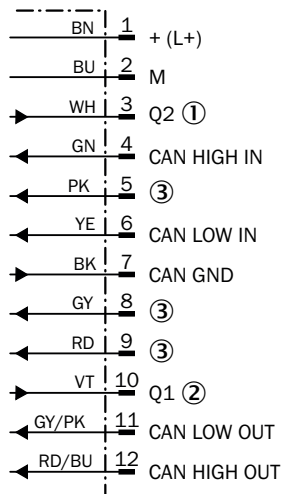 BN 1 + (L+)
BU 2 M
WH 3 Q2 ①
GN 4 CAN HIGH IN
PK 5 ③
YE 6 CAN LOW IN
BK 7 CAN GND
GY 8 ③
RD 9 ③
VT 10 Q1 ②
GY/PK 11 CAN LOW OUT
RD/BU 12 CAN HIGH OUT